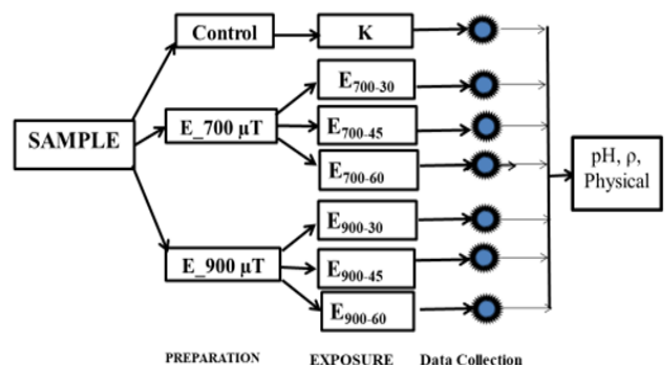 Control
K
SAMPLE
E_700 µT
E700-30
E700-45
E700-60
E_900 µT
E900-30
E900-45
E900-60
pH, ρ,
Physical
PREPARATION
EXPOSURE
Data Collection